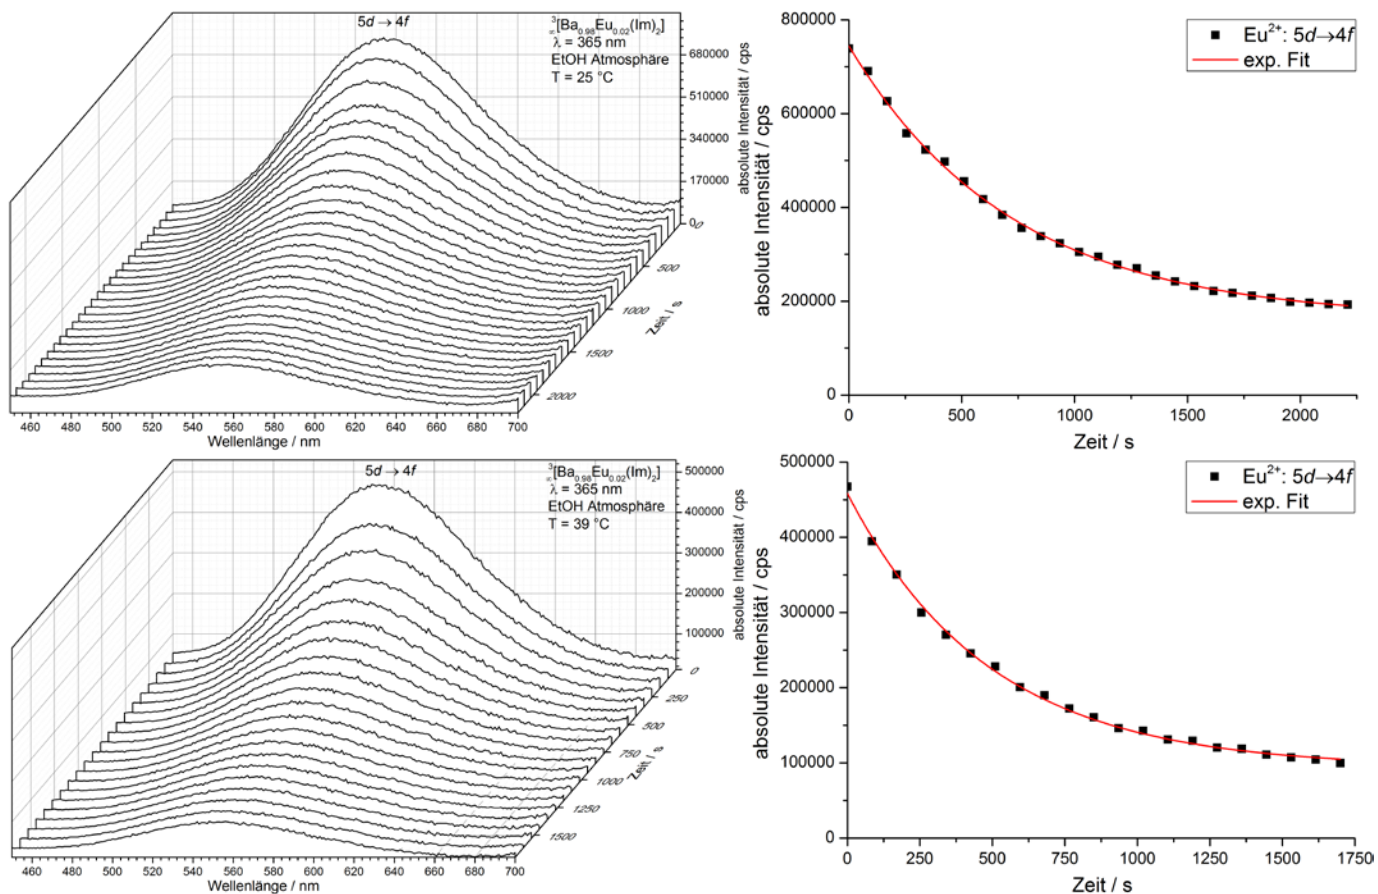 5d → 4f
³∞[Ba0.98Eu0.02(Im)2]
λ = 365 nm
EtOH Atmosphäre
T = 25 °C
680000
510000
340000
170000
0
absolute Intensität / cps
0
500
1000
1500
2000
Zeit / s
460 480 500 520 540 560 580 600 620 640 660 680 700
Wellenlänge / nm
800000
600000
400000
200000
0
absolute Intensität / cps
Eu2+: 5d→4f
exp. Fit
0 500 1000 1500 2000
Zeit / s
5d → 4f
³∞[Ba0.98Eu0.02(Im)2]
λ = 365 nm
EtOH Atmosphäre
T = 39 °C
500000
400000
300000
200000
100000
absolute Intensität / cps
0
250
500
750
1000
1250
1500
Zeit / s
460 480 500 520 540 560 580 600 620 640 660 680 700
Wellenlänge / nm
500000
400000
300000
200000
100000
0
absolute Intensität / cps
Eu2+: 5d→4f
exp. Fit
0 250 500 750 1000 1250 1500 1750
Zeit / s